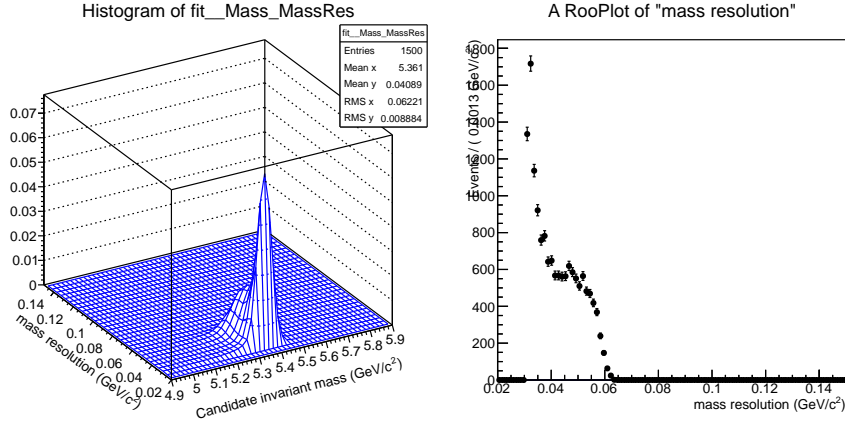 Histogram of fit__Mass_MassRes
fit__Mass_MassRes
Entries 1500
Mean x 5.361
Mean y 0.04089
RMS x 0.06221
RMS y 0.008884
0.07
0.06
0.05
0.04
0.03
0.02
0.01
0
0.14
0.12
0.1
0.08
0.06
0.04
0.02
mass resolution (GeV/c²)
4.9
5
5.1
5.2
5.3
5.4
5.5
5.6
5.7
5.8
5.9
Candidate invariant mass (GeV/c²)
A RooPlot of "mass resolution"
Events / ( 0.0013 GeV/c²
1800
1600
1400
1200
1000
800
600
400
200
0
0.02 0.04 0.06 0.08 0.1 0.12 0.14
mass resolution (GeV/c²)